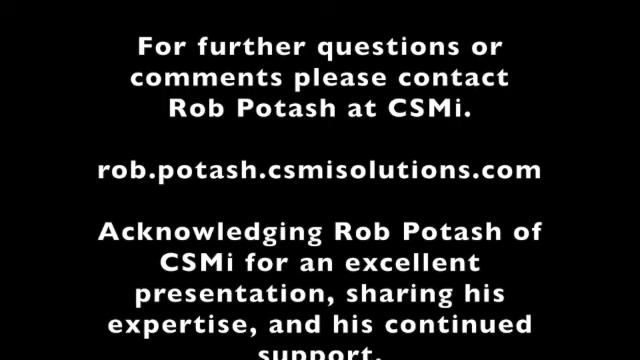 For further questions or
comments please contact
Rob Potash at CSMi.
rob.potash.csmisolutions.com
Acknowledging Rob Potash of
CSMi for an excellent
presentation, sharing his
expertise, and his continued
support.